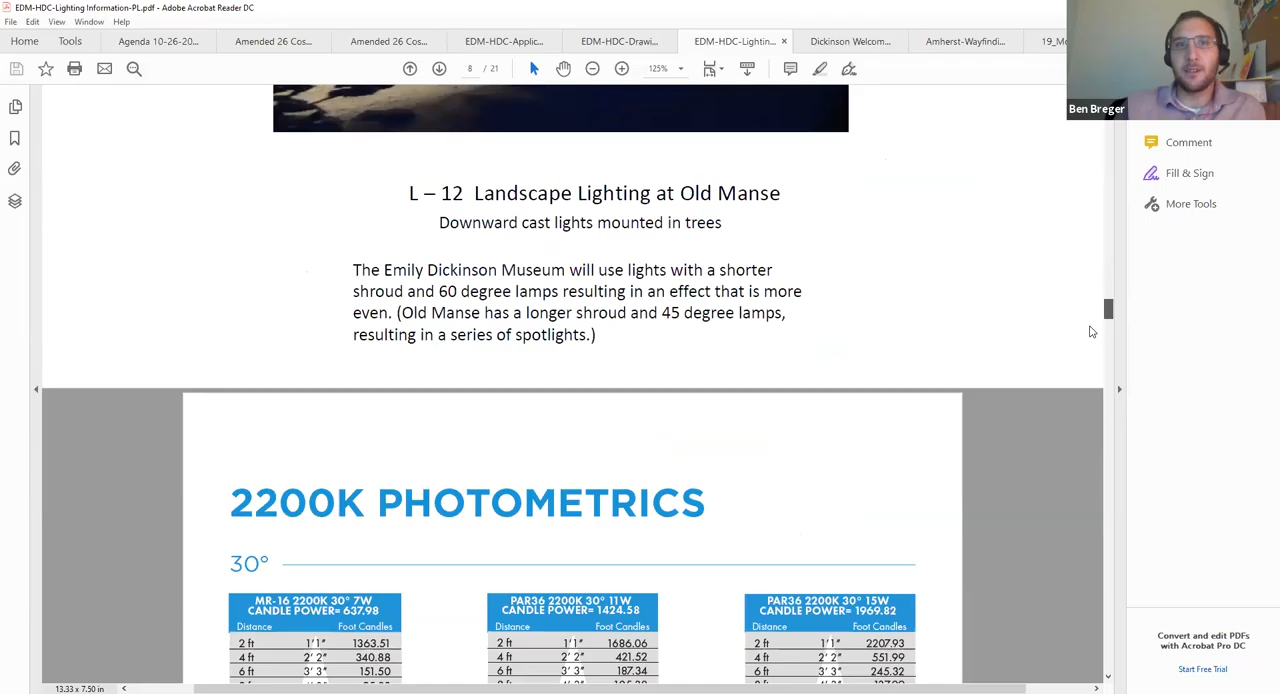 EDM-HDC-Lighting Information-PL.pdf - Adobe Acrobat Reader DC
File Edit View Window Help
Home Tools Agenda 10-26-20... Amended 26 Cos... Amended 26 Cos... EDM-HDC-Applic... EDM-HDC-Drawi... EDM-HDC-Lightin... × Dickinson Welcom... Amherst-Wayfindi...
8 / 21 125%
Ben Breger
Comment
Fill & Sign
More Tools
L – 12 Landscape Lighting at Old Manse
Downward cast lights mounted in trees
The Emily Dickinson Museum will use lights with a shorter
shroud and 60 degree lamps resulting in an effect that is more
even. (Old Manse has a longer shroud and 45 degree lamps,
resulting in a series of spotlights.)
2200K PHOTOMETRICS
30°
MR-16 2200K 30° 7W
CANDLE POWER= 637.98
Distance Foot Candles
2 ft 1'1" 1363.51
4 ft 2' 2" 340.88
6 ft 3' 3" 151.50
PAR36 2200K 30° 11W
CANDLE POWER= 1424.58
Distance Foot Candles
2 ft 1'1" 1686.06
4 ft 2' 2" 421.52
6 ft 3' 3" 187.34
PAR36 2200K 30° 15W
CANDLE POWER= 1969.82
Distance Foot Candles
2 ft 1'1" 2207.93
4 ft 2' 2" 551.99
6 ft 3' 3" 245.32
Convert and edit PDFs
with Acrobat Pro DC
Start Free Trial
13.33 x 7.50 in